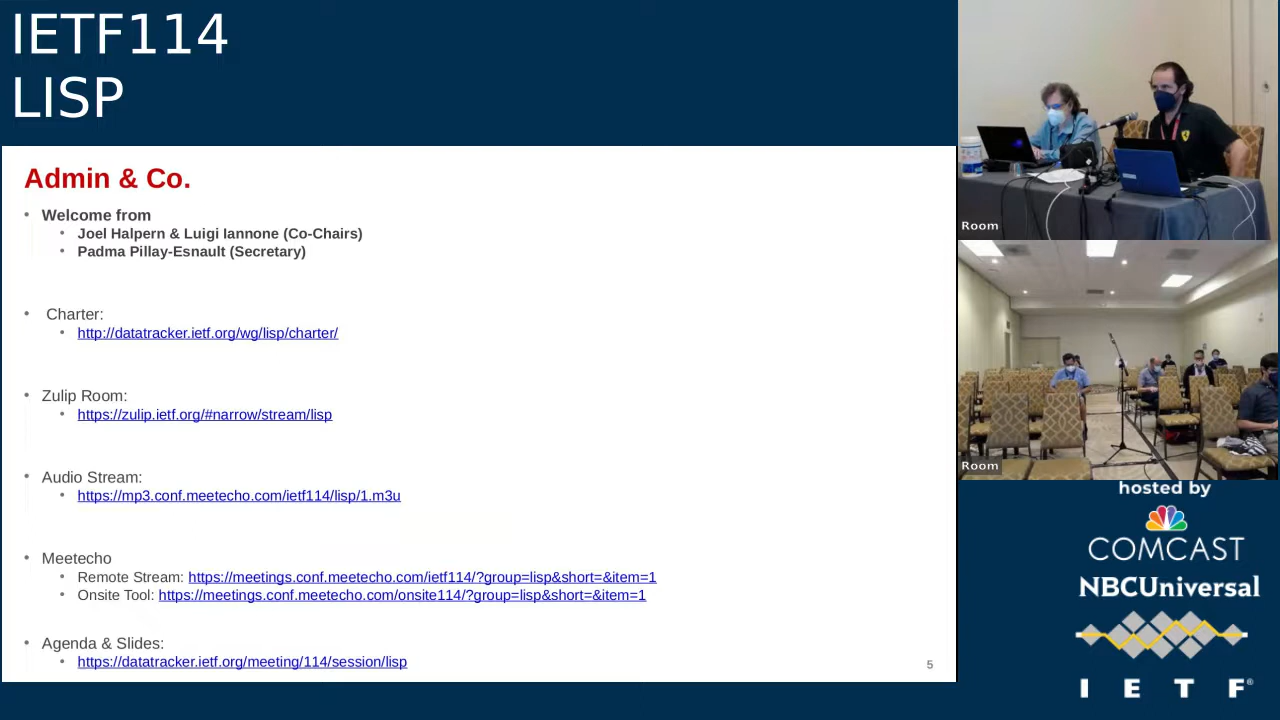 IETF114
LISP
Admin & Co.
• Welcome from
• Joel Halpern & Luigi Iannone (Co-Chairs)
• Padma Pillay-Esnault (Secretary)
• Charter:
• http://datatracker.ietf.org/wg/lisp/charter/
• Zulip Room:
• https://zulip.ietf.org/#narrow/stream/lisp
• Audio Stream:
• https://mp3.conf.meetecho.com/ietf114/lisp/1.m3u
• Meetecho
• Remote Stream: https://meetings.conf.meetecho.com/ietf114/?group=lisp&short=&item=1
• Onsite Tool: https://meetings.conf.meetecho.com/onsite114/?group=lisp&short=&item=1
• Agenda & Slides:
• https://datatracker.ietf.org/meeting/114/session/lisp
5
Room
Room
hosted by
COMCAST
NBCUniversal
I E T F®